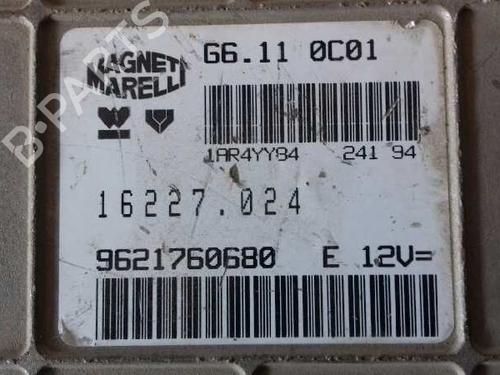 MAGNETI
MARELLI
G6.11 0C01
1AR4YY84 241 94
16227.024
9621760680 E 12V=
B-PARTS